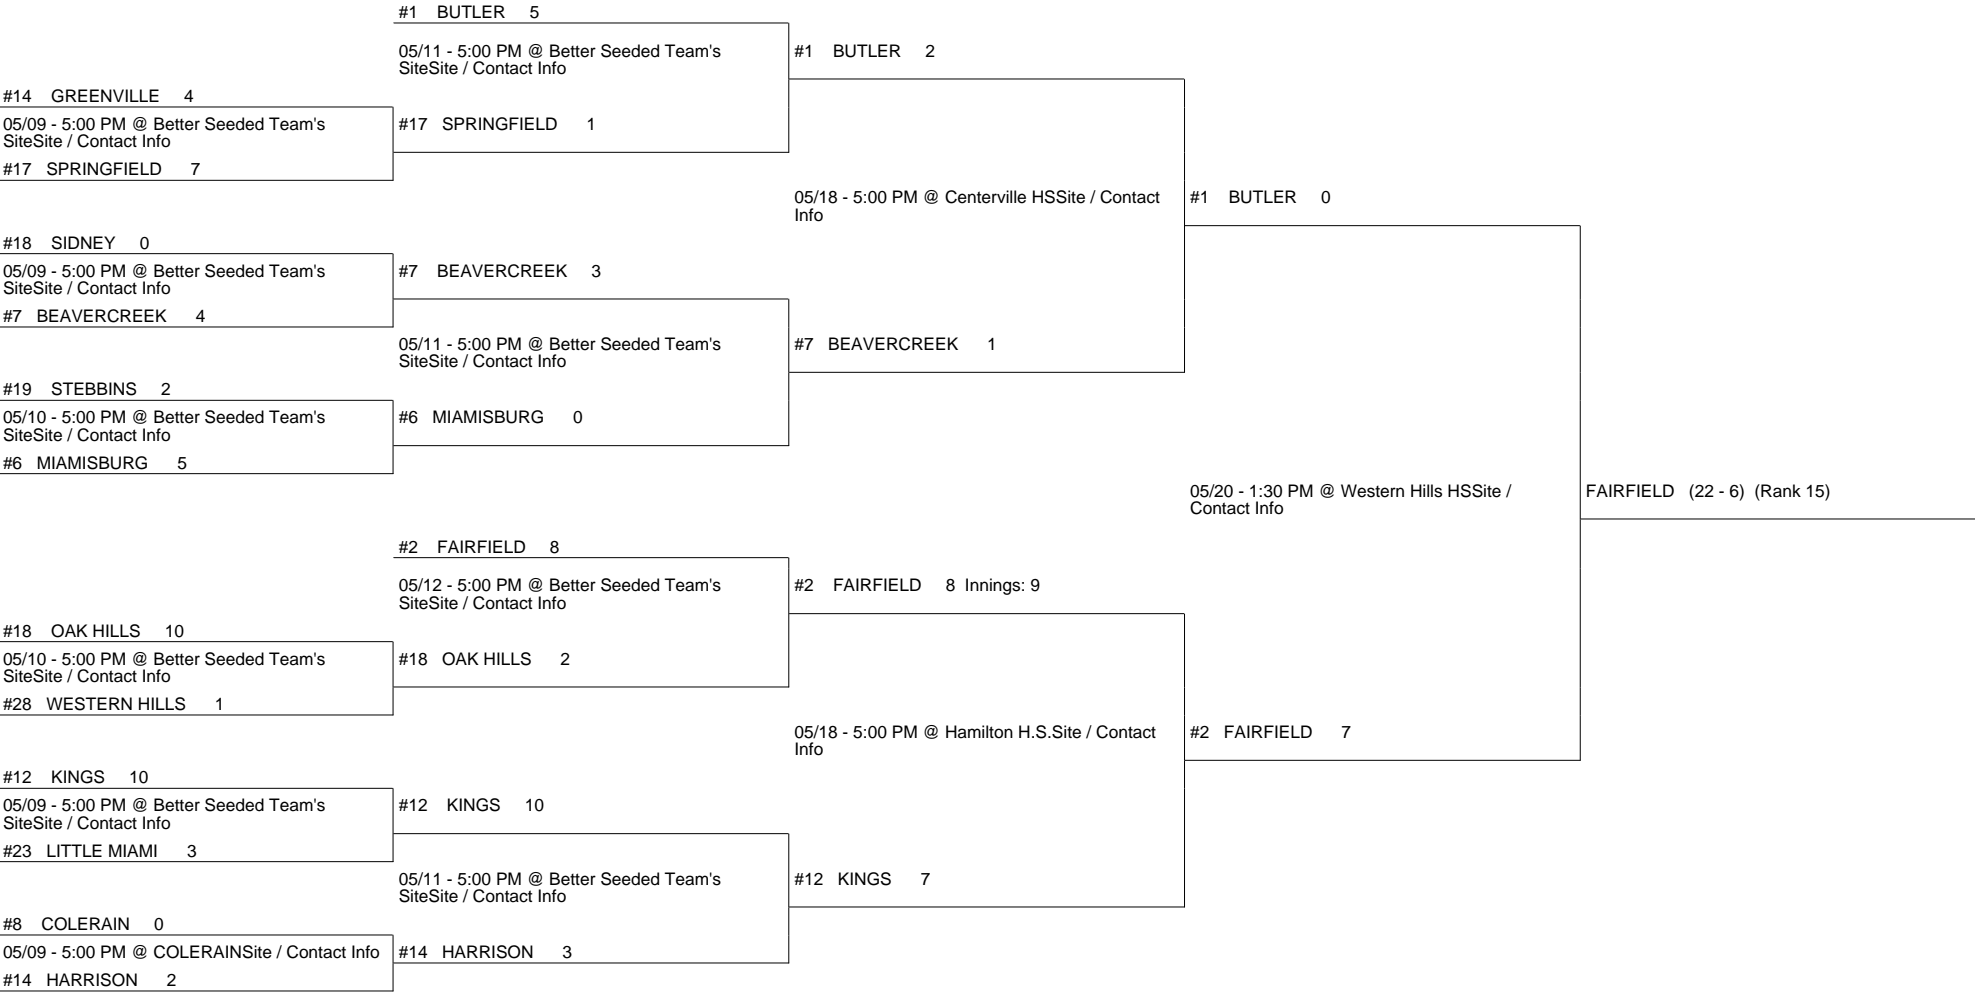 #1 BUTLER 5
05/11 - 5:00 PM @ Better Seeded Team's
SiteSite / Contact Info
#1 BUTLER 2
#14 GREENVILLE 4
05/09 - 5:00 PM @ Better Seeded Team's
SiteSite / Contact Info
#17 SPRINGFIELD 1
#17 SPRINGFIELD 7
05/18 - 5:00 PM @ Centerville HSSite / Contact
Info
#1 BUTLER 0
#18 SIDNEY 0
05/09 - 5:00 PM @ Better Seeded Team's
SiteSite / Contact Info
#7 BEAVERCREEK 3
#7 BEAVERCREEK 4
05/11 - 5:00 PM @ Better Seeded Team's
SiteSite / Contact Info
#7 BEAVERCREEK 1
#19 STEBBINS 2
05/10 - 5:00 PM @ Better Seeded Team's
SiteSite / Contact Info
#6 MIAMISBURG 0
#6 MIAMISBURG 5
05/20 - 1:30 PM @ Western Hills HSSite /
Contact Info
FAIRFIELD (22 - 6) (Rank 15)
#2 FAIRFIELD 8
05/12 - 5:00 PM @ Better Seeded Team's
SiteSite / Contact Info
#2 FAIRFIELD 8 Innings: 9
#18 OAK HILLS 10
05/10 - 5:00 PM @ Better Seeded Team's
SiteSite / Contact Info
#18 OAK HILLS 2
#28 WESTERN HILLS 1
05/18 - 5:00 PM @ Hamilton H.S.Site / Contact
Info
#2 FAIRFIELD 7
#12 KINGS 10
05/09 - 5:00 PM @ Better Seeded Team's
SiteSite / Contact Info
#12 KINGS 10
#23 LITTLE MIAMI 3
05/11 - 5:00 PM @ Better Seeded Team's
SiteSite / Contact Info
#12 KINGS 7
#8 COLERAIN 0
05/09 - 5:00 PM @ COLERAINSite / Contact Info
#14 HARRISON 3
#14 HARRISON 2